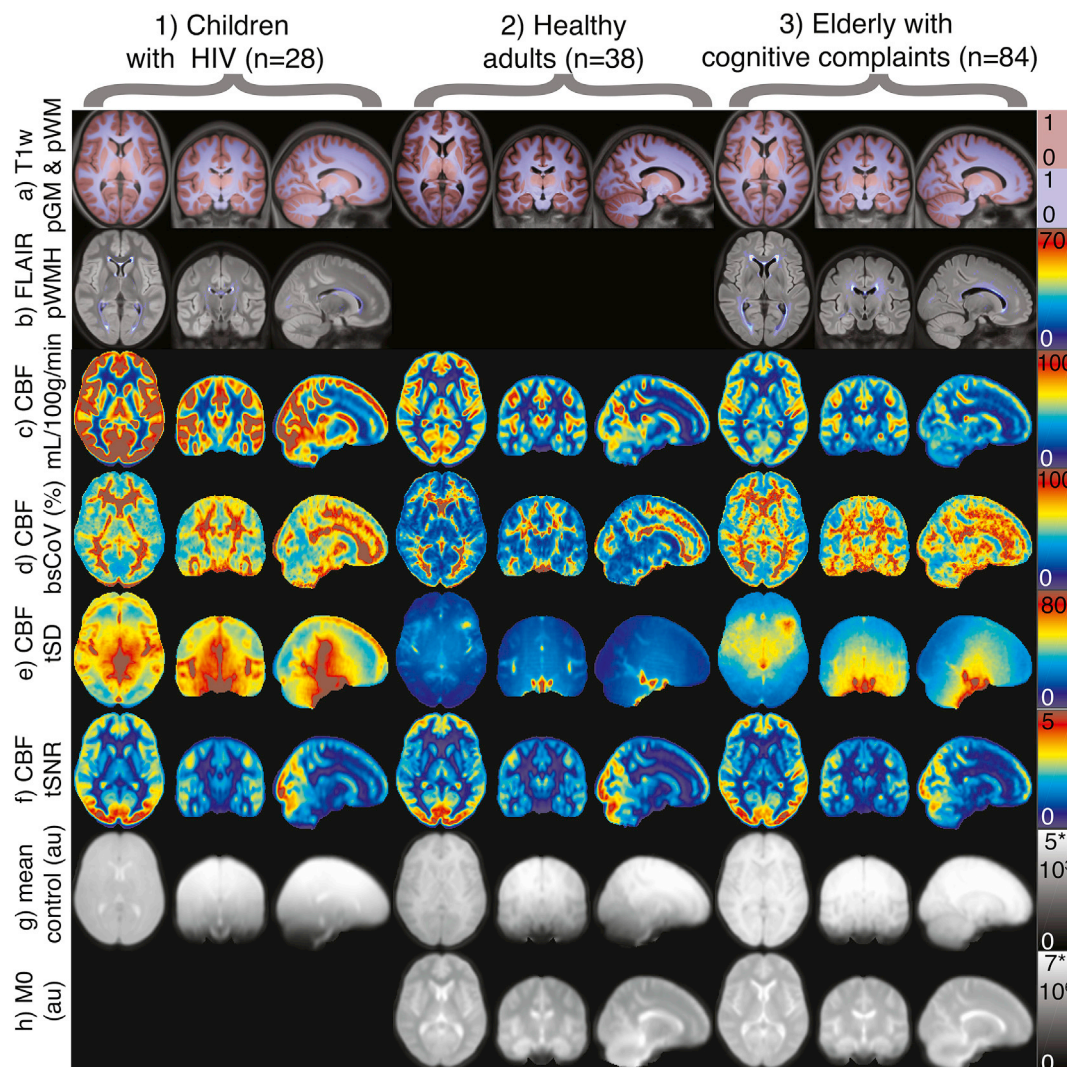 1) Children
with HIV (n=28)
2) Healthy
adults (n=38)
3) Elderly with
cognitive complaints (n=84)
a) T1w
pGM & pWM
1
0
1
0
b) FLAIR
pWMH
70
0
c) CBF
mL/100g/min
100
0
d) CBF
bsCoV (%)
100
0
e) CBF
tSD
80
0
f) CBF
tSNR
5
0
g) mean
control (au)
5*
0
h) M0
(au)
7*
0